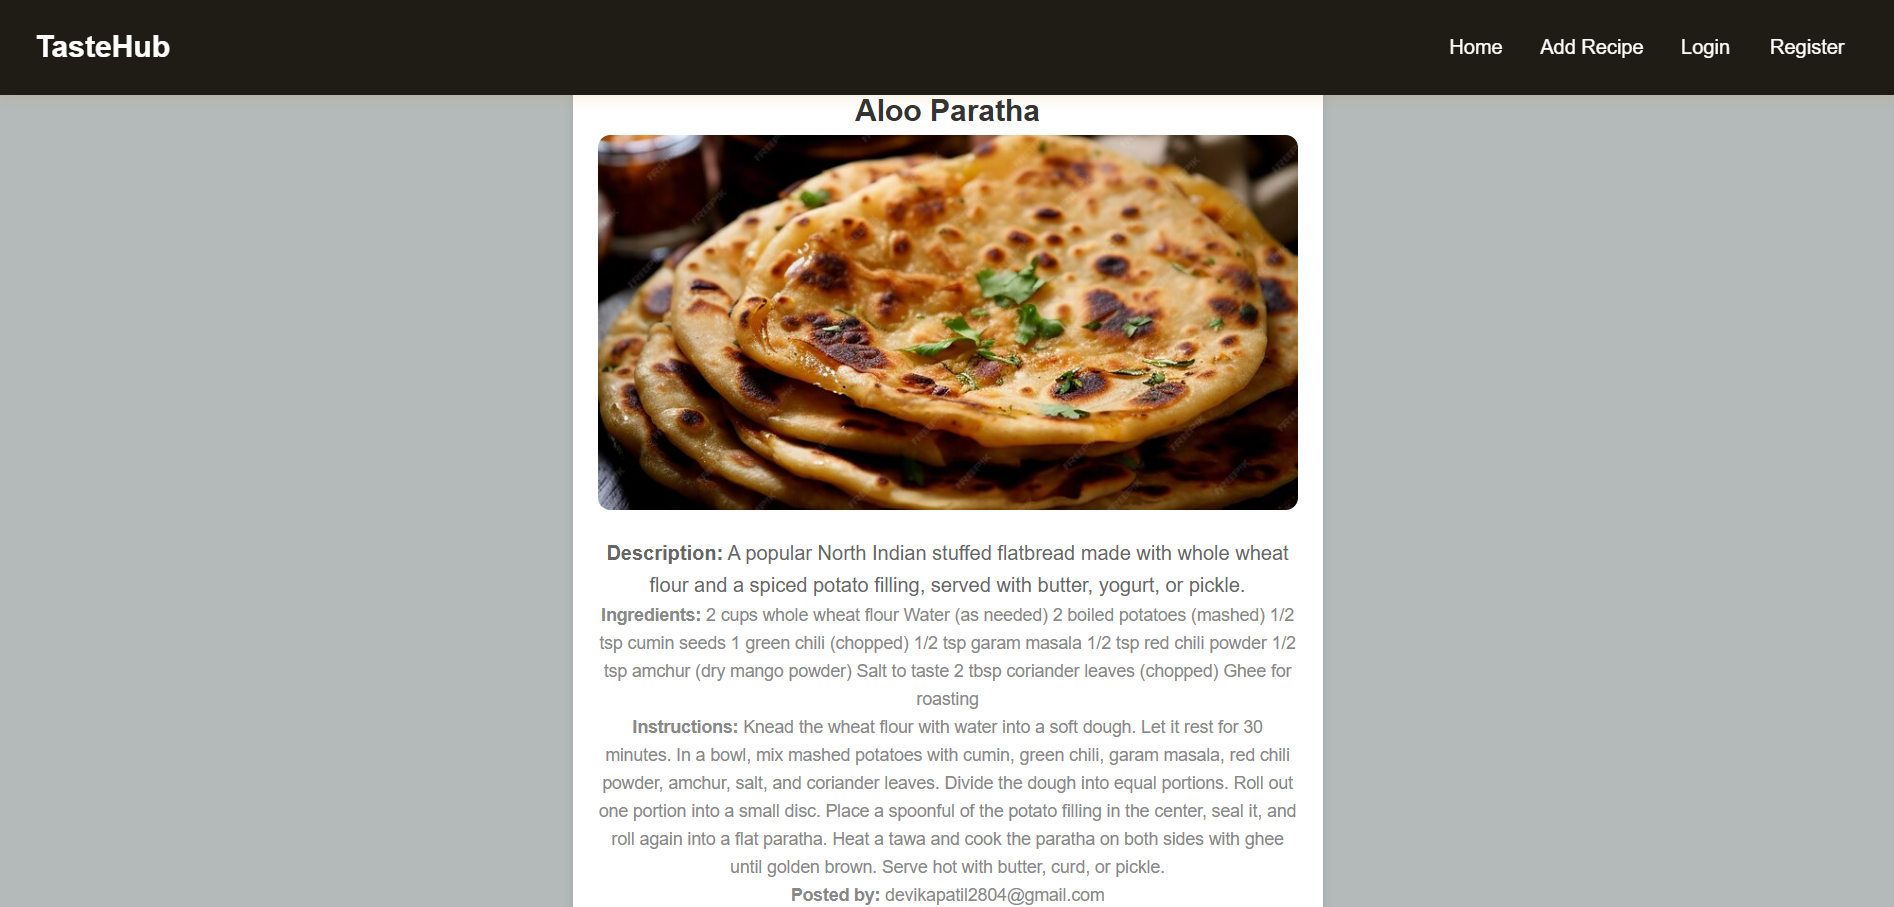 TasteHub
Home Add Recipe Login Register
Aloo Paratha
Description: A popular North Indian stuffed flatbread made with whole wheat
flour and a spiced potato filling, served with butter, yogurt, or pickle.
Ingredients: 2 cups whole wheat flour Water (as needed) 2 boiled potatoes (mashed) 1/2
tsp cumin seeds 1 green chili (chopped) 1/2 tsp garam masala 1/2 tsp red chili powder 1/2
tsp amchur (dry mango powder) Salt to taste 2 tbsp coriander leaves (chopped) Ghee for
roasting
Instructions: Knead the wheat flour with water into a soft dough. Let it rest for 30
minutes. In a bowl, mix mashed potatoes with cumin, green chili, garam masala, red chili
powder, amchur, salt, and coriander leaves. Divide the dough into equal portions. Roll out
one portion into a small disc. Place a spoonful of the potato filling in the center, seal it, and
roll again into a flat paratha. Heat a tawa and cook the paratha on both sides with ghee
until golden brown. Serve hot with butter, curd, or pickle.
Posted by: devikapatil2804@gmail.com